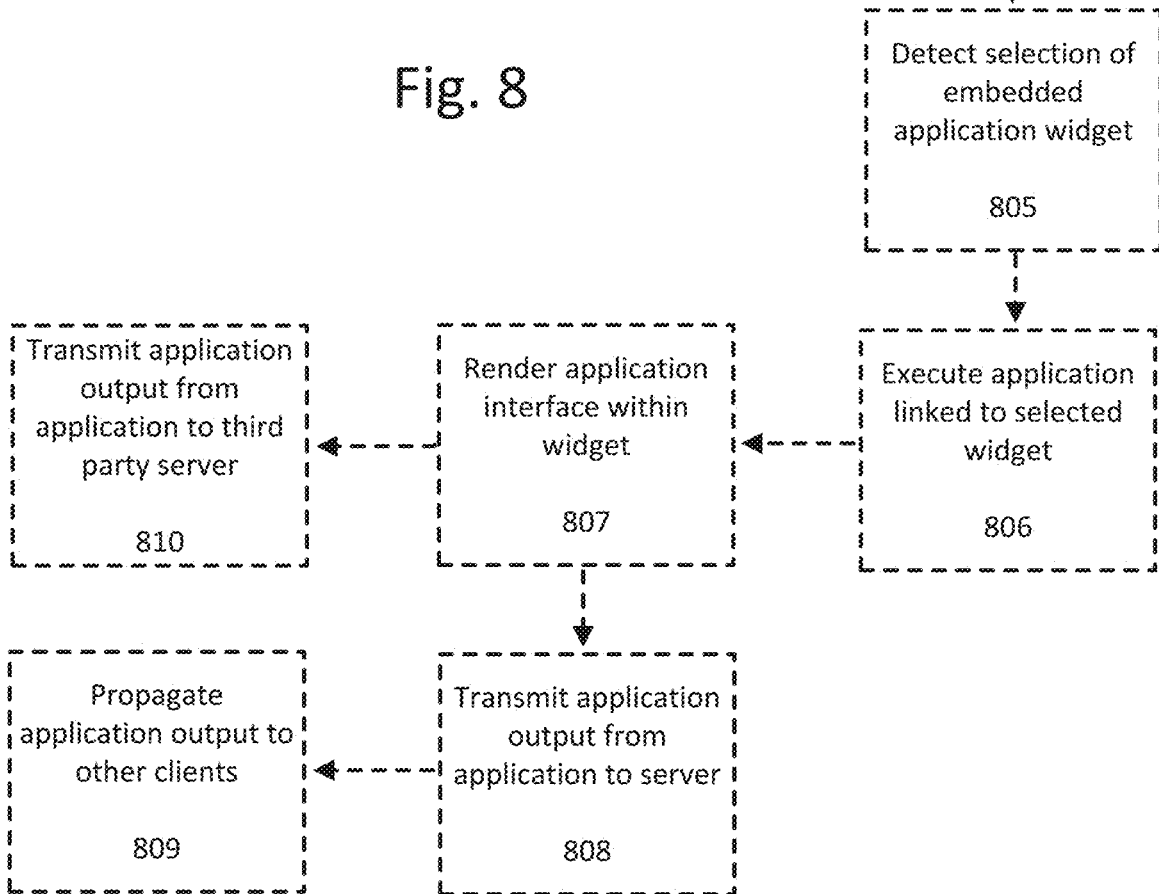 Fig. 8
Detect selection of
embedded
application widget
805
Execute application
linked to selected
widget
806
Render application
interface within
widget
807
Transmit application
output from
application to third
party server
810
Transmit application
output from
application to server
808
Propagate
application output to
other clients
809